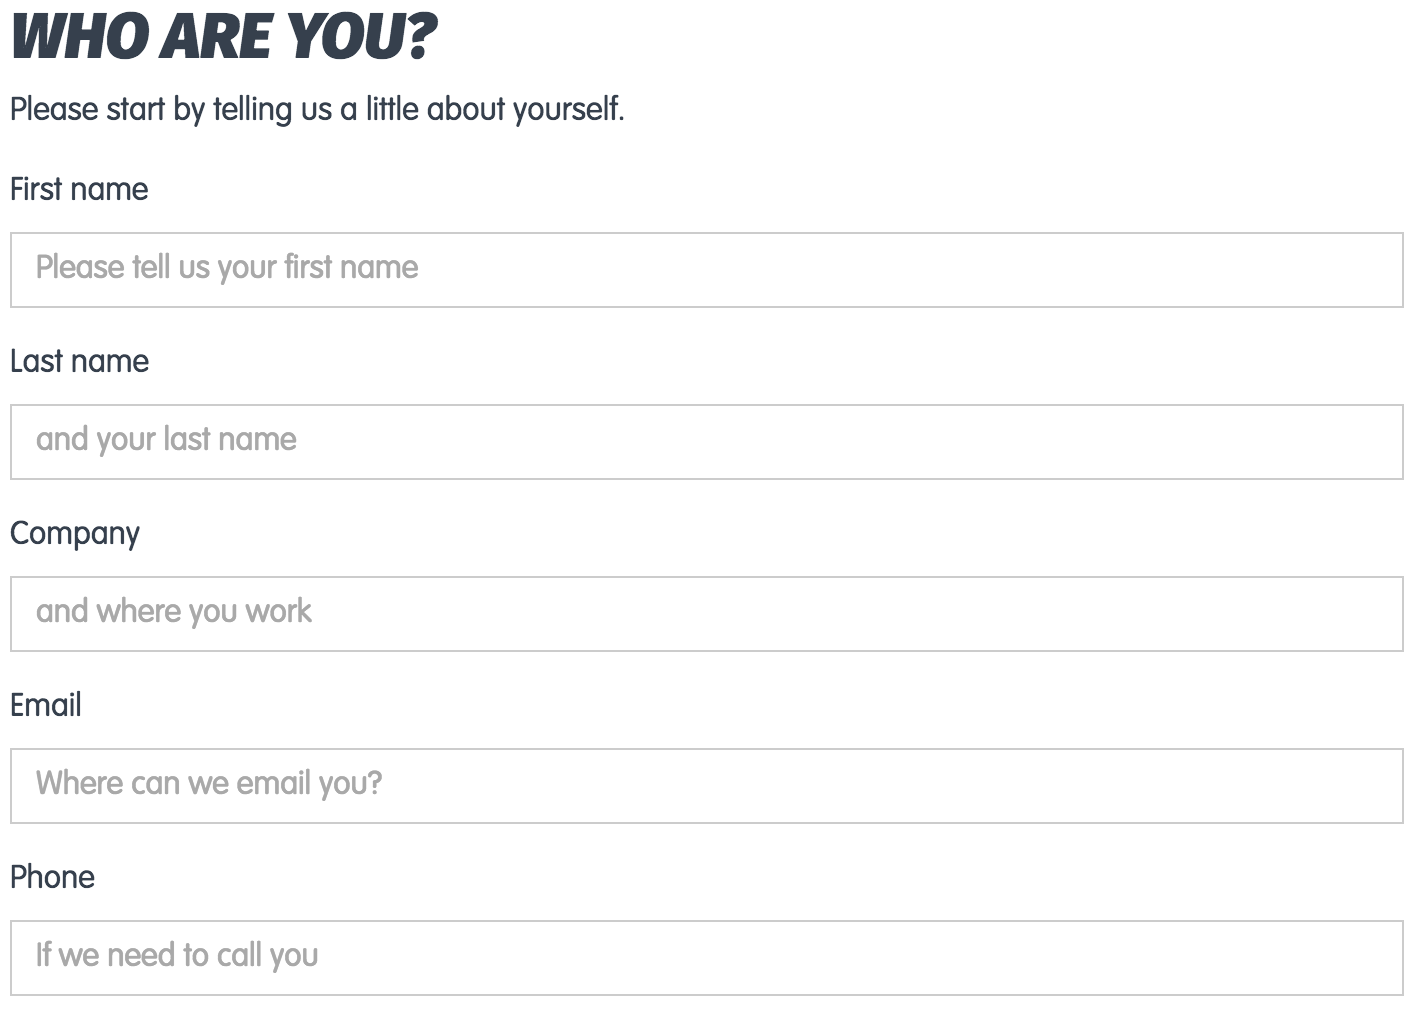 WHO ARE YOU?
Please start by telling us a little about yourself.
First name
Please tell us your first name
Last name
and your last name
Company
and where you work
Email
Where can we email you?
Phone
If we need to call you